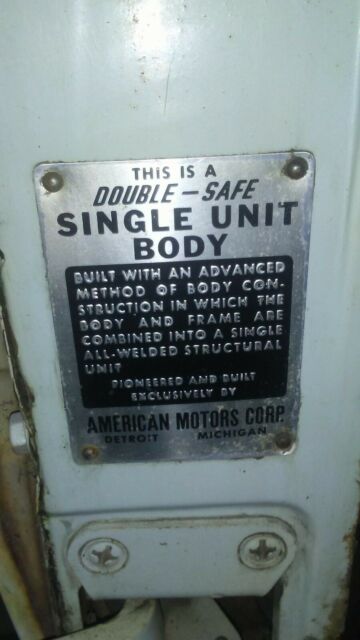 THIS IS A
DOUBLE-SAFE
SINGLE UNIT
BODY
BUILT WITH AN ADVANCED
METHOD OF BODY CON-
STRUCTION IN WHICH THE
BODY AND FRAME ARE
COMBINED INTO A SINGLE
ALL-WELDED STRUCTURAL
UNIT
PIONEERED AND BUILT
EXCLUSIVELY BY
AMERICAN MOTORS CORP.
DETROIT MICHIGAN